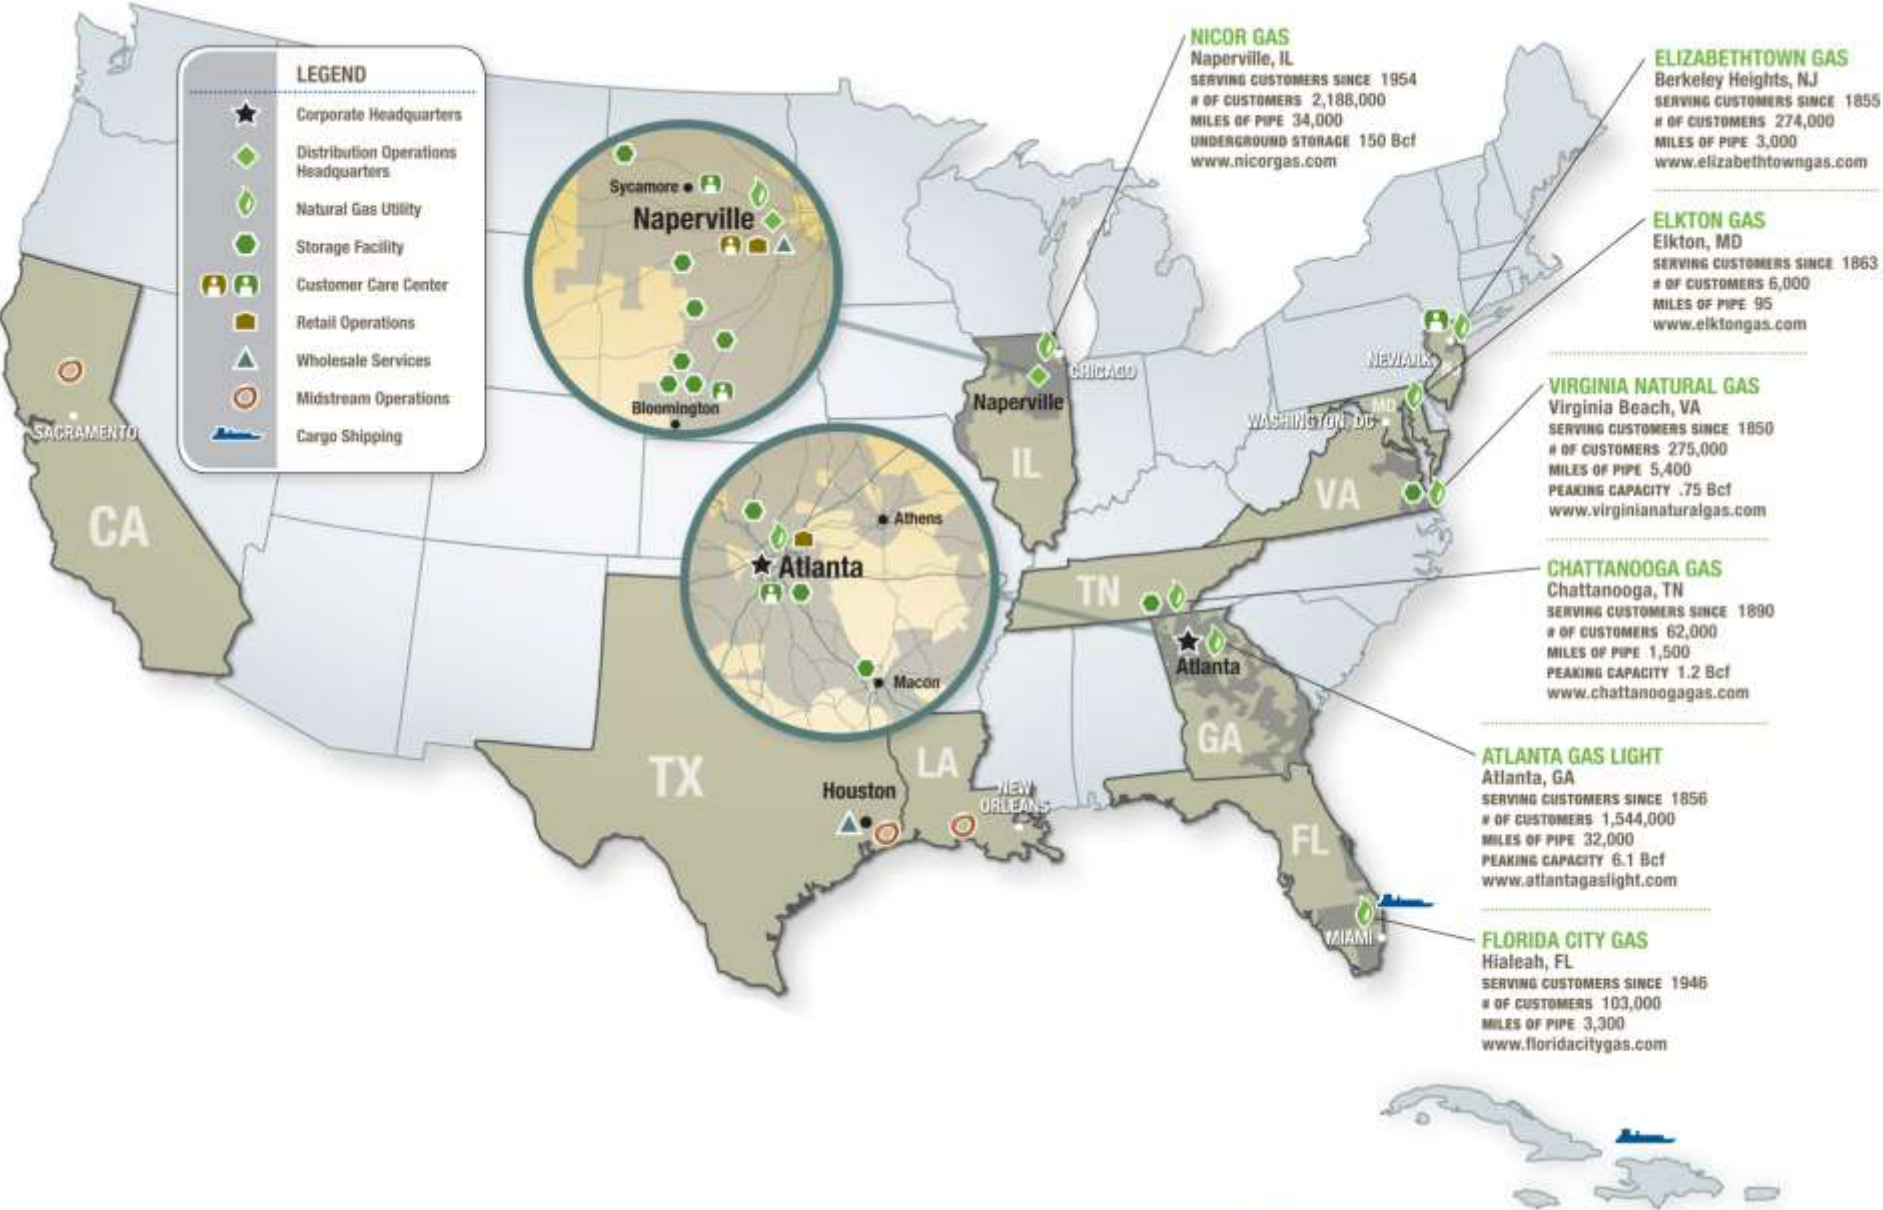 LEGEND
Corporate Headquarters
Distribution Operations
Headquarters
Natural Gas Utility
Storage Facility
Customer Care Center
Retail Operations
Wholesale Services
Midstream Operations
Cargo Shipping
Sycamore
Naperville
Bloomington
Athens
Atlanta
Macon
SACRAMENTO
CA
TX
Houston
LA
NEW
ORLEANS
CHICAGO
Naperville
IL
TN
Atlanta
GA
FL
MIAMI
VA
WASHINGTON, DC
MD
NEWARK
NJ
NICOR GAS
Naperville, IL
SERVING CUSTOMERS SINCE 1954
# OF CUSTOMERS 2,188,000
MILES OF PIPE 34,000
UNDERGROUND STORAGE 150 Bcf
www.nicorgas.com
ELIZABETHTOWN GAS
Berkeley Heights, NJ
SERVING CUSTOMERS SINCE 1855
# OF CUSTOMERS 274,000
MILES OF PIPE 3,000
www.elizabethtowngas.com
ELKTON GAS
Elkton, MD
SERVING CUSTOMERS SINCE 1863
# OF CUSTOMERS 6,000
MILES OF PIPE 95
www.elktongas.com
VIRGINIA NATURAL GAS
Virginia Beach, VA
SERVING CUSTOMERS SINCE 1850
# OF CUSTOMERS 275,000
MILES OF PIPE 5,400
PEAKING CAPACITY .75 Bcf
www.virginianaturalgas.com
CHATTANOOGA GAS
Chattanooga, TN
SERVING CUSTOMERS SINCE 1890
# OF CUSTOMERS 62,000
MILES OF PIPE 1,500
PEAKING CAPACITY 1.2 Bcf
www.chattanoogagas.com
ATLANTA GAS LIGHT
Atlanta, GA
SERVING CUSTOMERS SINCE 1856
# OF CUSTOMERS 1,544,000
MILES OF PIPE 32,000
PEAKING CAPACITY 6.1 Bcf
www.atlantagaslight.com
FLORIDA CITY GAS
Hialeah, FL
SERVING CUSTOMERS SINCE 1946
# OF CUSTOMERS 103,000
MILES OF PIPE 3,300
www.floridacitygas.com